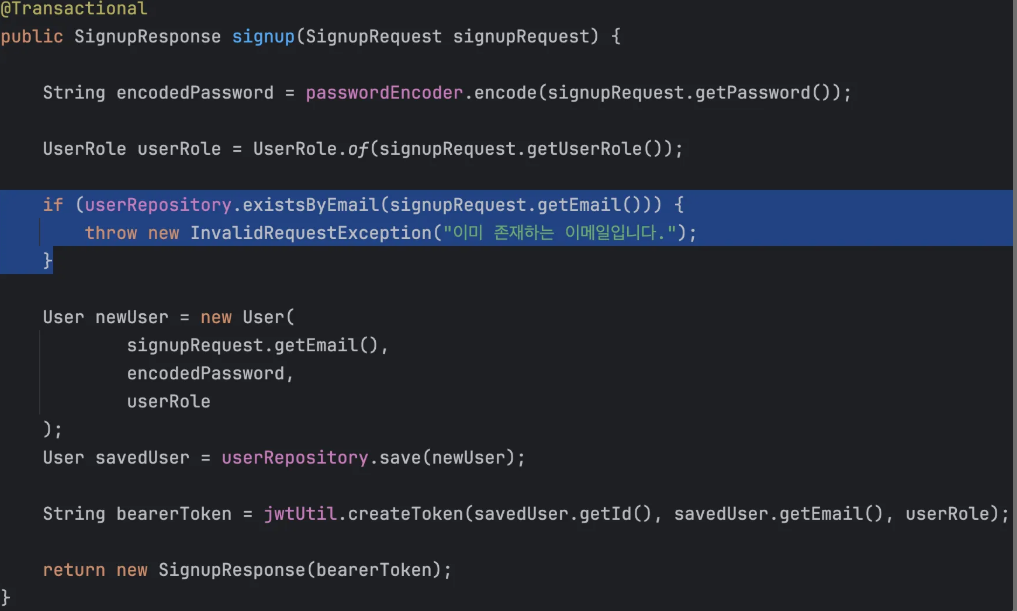 @Transactional
public SignupResponse signup(SignupRequest signupRequest) {
String encodedPassword = passwordEncoder.encode(signupRequest.getPassword());
UserRole userRole = UserRole.of(signupRequest.getUserRole());
if (userRepository.existsByEmail(signupRequest.getEmail())) {
throw new InvalidRequestException("이미 존재하는 이메일입니다.");
}
User newUser = new User(
signupRequest.getEmail(),
encodedPassword,
userRole
);
User savedUser = userRepository.save(newUser);
String bearerToken = jwtUtil.createToken(savedUser.getId(), savedUser.getEmail(), userRole);
return new SignupResponse(bearerToken);
}